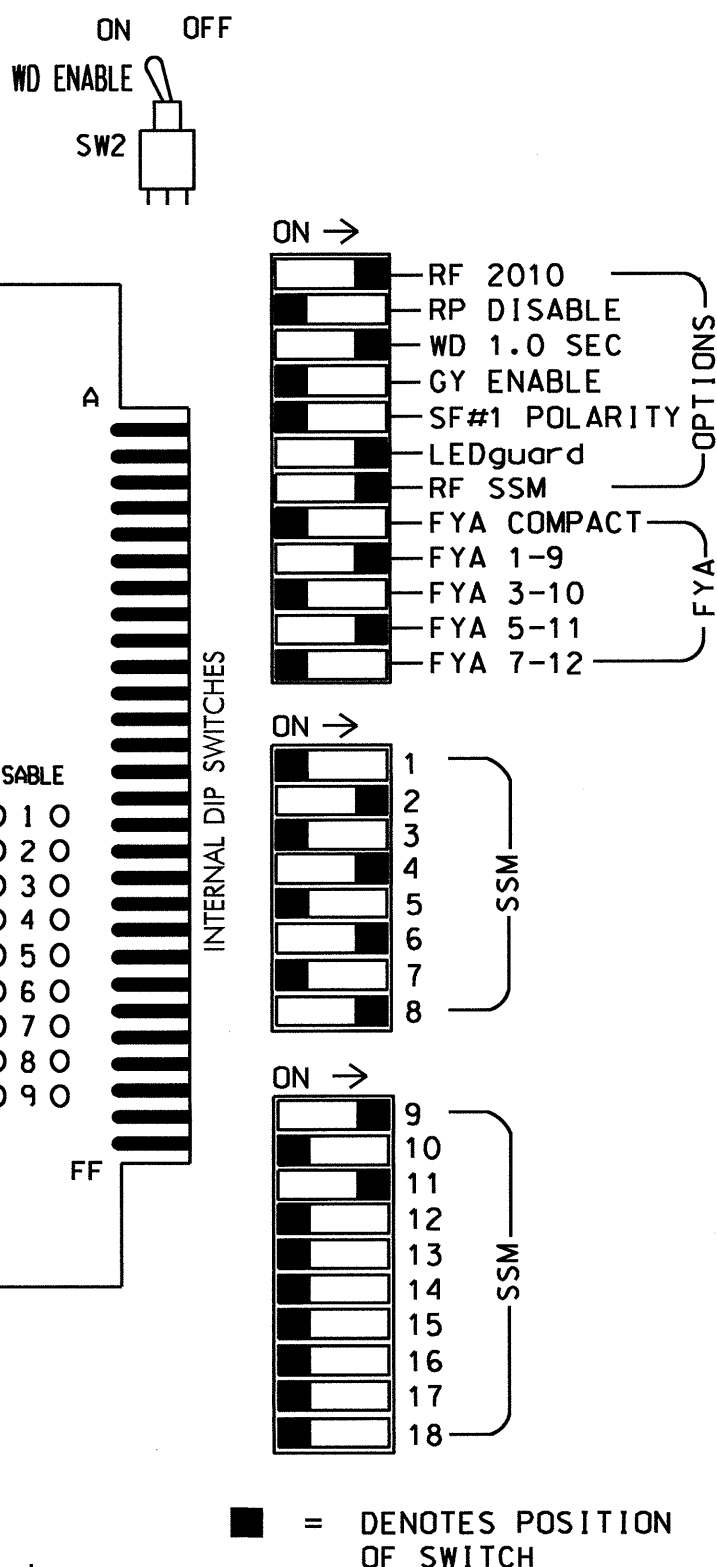 ON OFF
WD ENABLE
SW2
ON →
RF 2010
RP DISABLE
WD 1.0 SEC
GY ENABLE
SF#1 POLARITY
LEDguard
RF SSM
FYA COMPACT
FYA 1-9
FYA 3-10
FYA 5-11
FYA 7-12
OPTIONS
FYA
A
FF
INTERNAL DIP SWITCHES
SABLE
1
2
3
4
5
6
7
8
9
ON →
1
2
3
4
5
6
7
8
SSM
ON →
9
10
11
12
13
14
15
16
17
18
SSM
= DENOTES POSITION
OF SWITCH